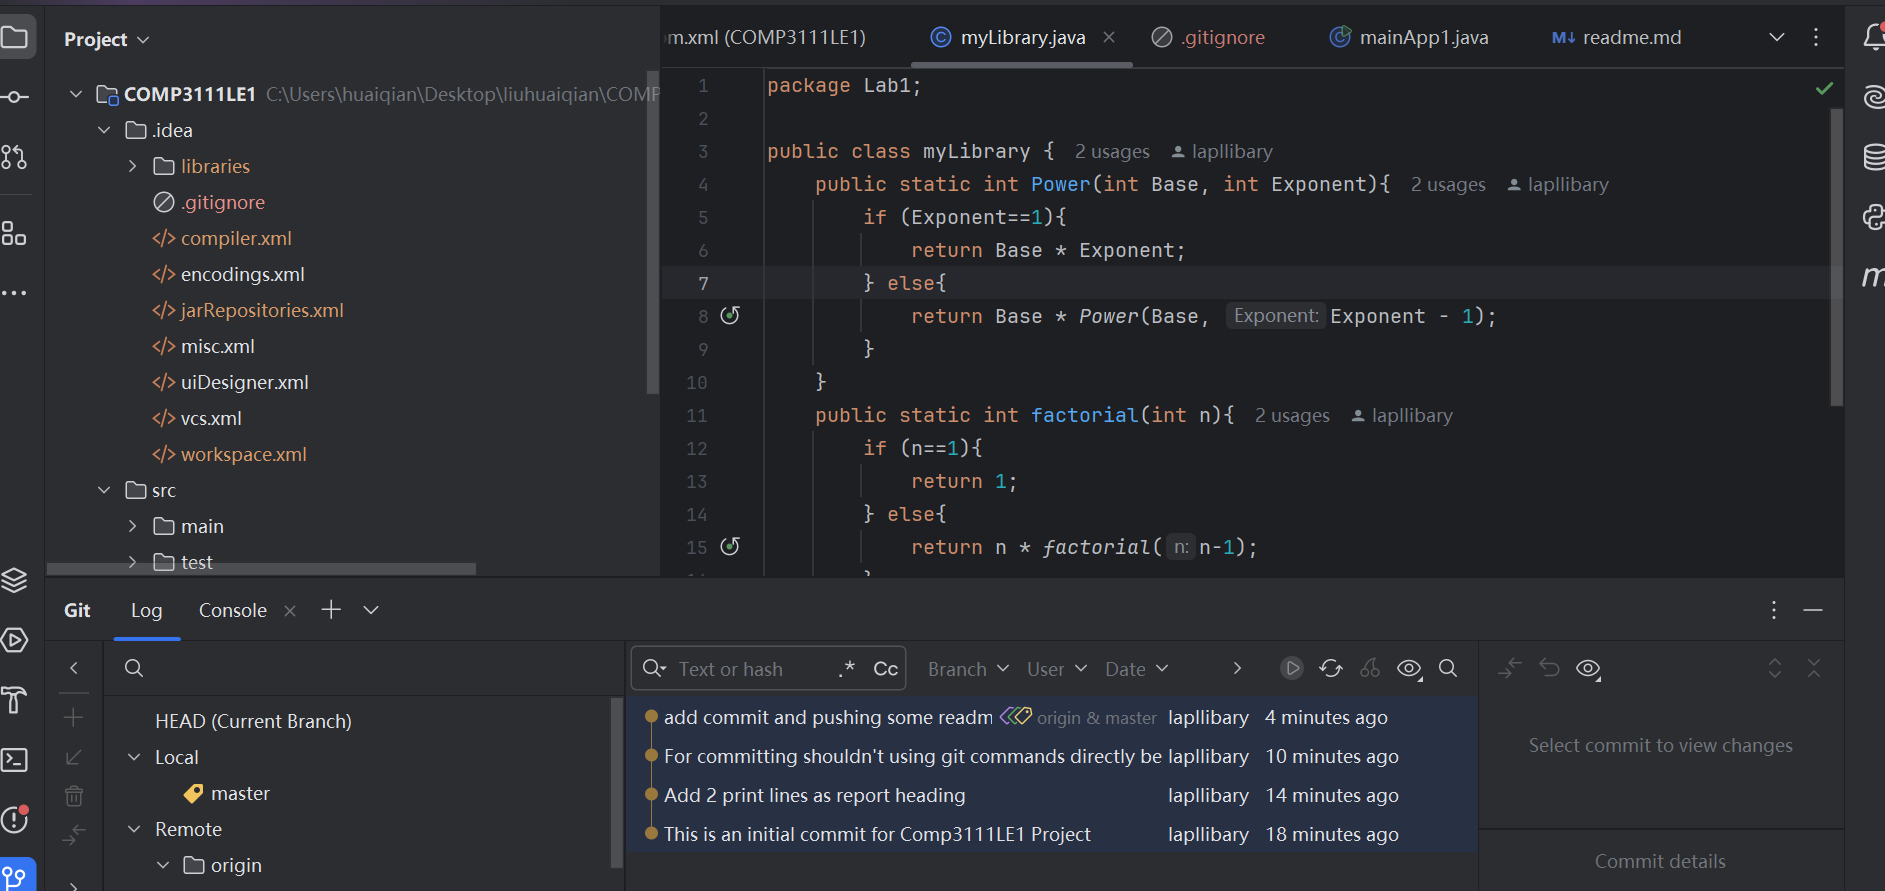 Project
COMP3111LE1 C:\Users\huaiqian\Desktop\liuhuaiqian\COMP
.idea
libraries
.gitignore
compiler.xml
encodings.xml
jarRepositories.xml
misc.xml
uiDesigner.xml
vcs.xml
workspace.xml
src
main
test
m.xml (COMP3111LE1) myLibrary.java .gitignore mainApp1.java M↓ readme.md
1 package Lab1;
2
3 public class myLibrary { 2 usages lapllibary
4 public static int Power(int Base, int Exponent){ 2 usages lapllibary
5 if (Exponent==1){
6 return Base * Exponent;
7 } else{
8 return Base * Power(Base, Exponent: Exponent - 1);
9 }
10 }
11 public static int factorial(int n){ 2 usages lapllibary
12 if (n==1){
13 return 1;
14 } else{
15 return n * factorial( n: n-1);
Git Log Console
Text or hash .* Cc Branch User Date
HEAD (Current Branch)
Local
master
Remote
origin
add commit and pushing some readm origin & master lapllibary 4 minutes ago
For committing shouldn't using git commands directly be lapllibary 10 minutes ago
Add 2 print lines as report heading lapllibary 14 minutes ago
This is an initial commit for Comp3111LE1 Project lapllibary 18 minutes ago
Select commit to view changes
Commit details